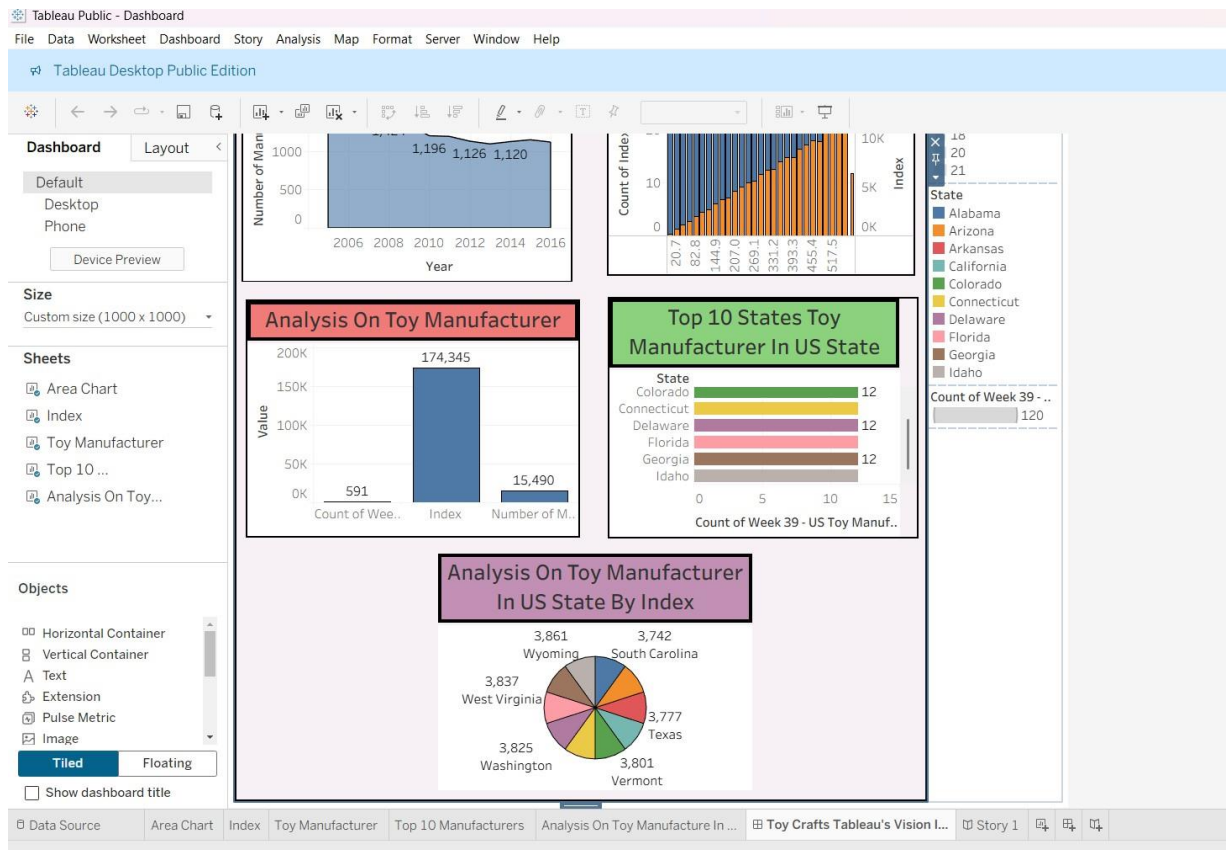 Tableau Public - Dashboard
File Data Worksheet Dashboard Story Analysis Map Format Server Window Help
Tableau Desktop Public Edition
Dashboard Layout
Default
Desktop
Phone
Device Preview
Size
Custom size (1000 x 1000)
Sheets
Area Chart
Index
Toy Manufacturer
Top 10 ...
Analysis On Toy...
Objects
Horizontal Container
Vertical Container
Text
Extension
Pulse Metric
Image
Tiled Floating
Show dashboard title
Number of Man
1000
500
0
1,196 1,126 1,120
2006 2008 2010 2012 2014 2016
Year
Count of Index
10
0
10K
5K
0K
Index
20.7
82.8
144.9
207.0
269.1
331.2
393.3
455.4
517.5
18
20
21
State
Alabama
Arizona
Arkansas
California
Colorado
Connecticut
Delaware
Florida
Georgia
Idaho
Count of Week 39 - ..
120
Analysis On Toy Manufacturer
Value
200K
150K
100K
50K
0K
591
174,345
15,490
Count of Wee.. Index Number of M..
Top 10 States Toy
Manufacturer In US State
State
Colorado 12
Connecticut
Delaware 12
Florida
Georgia 12
Idaho
0 5 10 15
Count of Week 39 - US Toy Manuf..
Analysis On Toy Manufacturer
In US State By Index
3,861
Wyoming
3,742
South Carolina
3,837
West Virginia
3,777
Texas
3,825
Washington
3,801
Vermont
Data Source Area Chart Index Toy Manufacturer Top 10 Manufacturers Analysis On Toy Manufacture In ... Toy Crafts Tableau's Vision I... Story 1